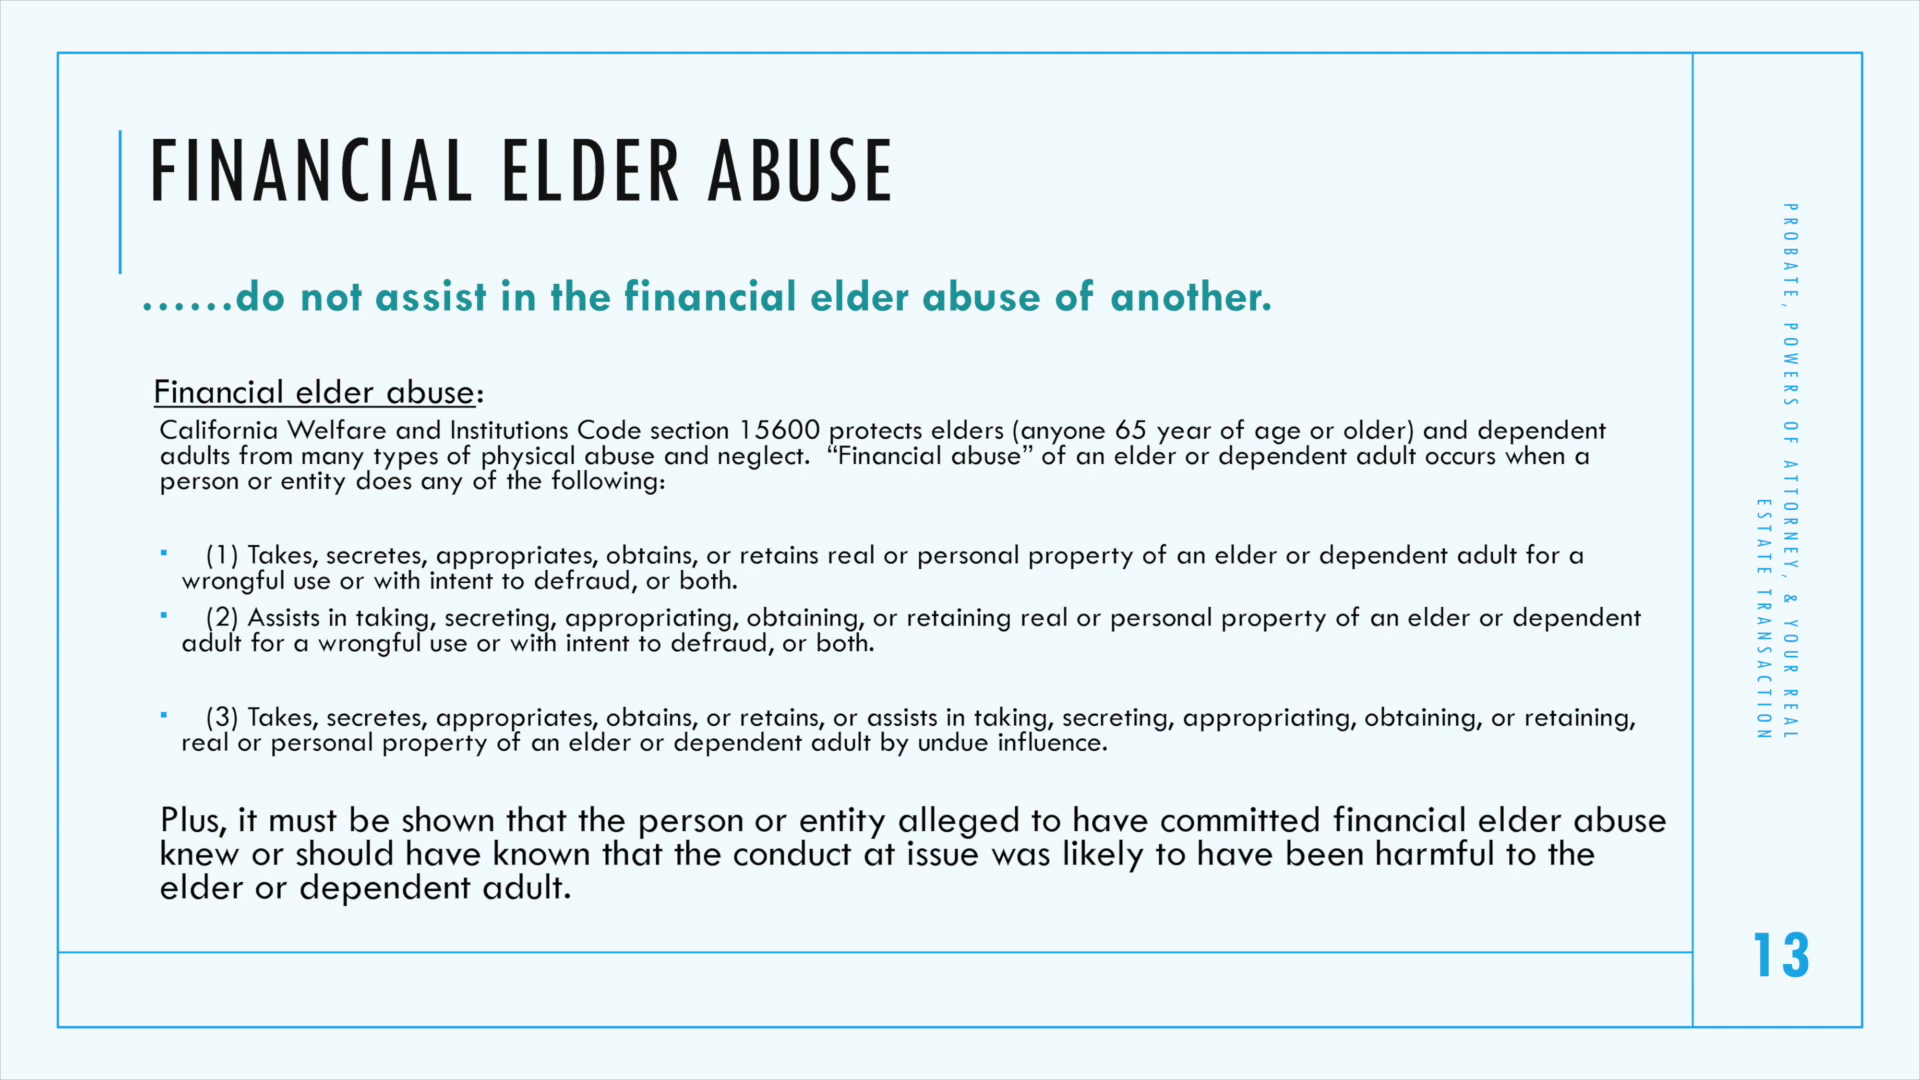 FINANCIAL ELDER ABUSE
......do not assist in the financial elder abuse of another.
Financial elder abuse:
California Welfare and Institutions Code section 15600 protects elders (anyone 65 year of age or older) and dependent
adults from many types of physical abuse and neglect.  “Financial abuse” of an elder or dependent adult occurs when a
person or entity does any of the following:
▪ (1) Takes, secretes, appropriates, obtains, or retains real or personal property of an elder or dependent adult for a
wrongful use or with intent to defraud, or both.
▪ (2) Assists in taking, secreting, appropriating, obtaining, or retaining real or personal property of an elder or dependent
adult for a wrongful use or with intent to defraud, or both.
▪ (3) Takes, secretes, appropriates, obtains, or retains, or assists in taking, secreting, appropriating, obtaining, or retaining,
real or personal property of an elder or dependent adult by undue influence.
Plus, it must be shown that the person or entity alleged to have committed financial elder abuse
knew or should have known that the conduct at issue was likely to have been harmful to the
elder or dependent adult.
PROBATE, POWERS OF ATTORNEY, & YOUR REAL
ESTATE TRANSACTION
13